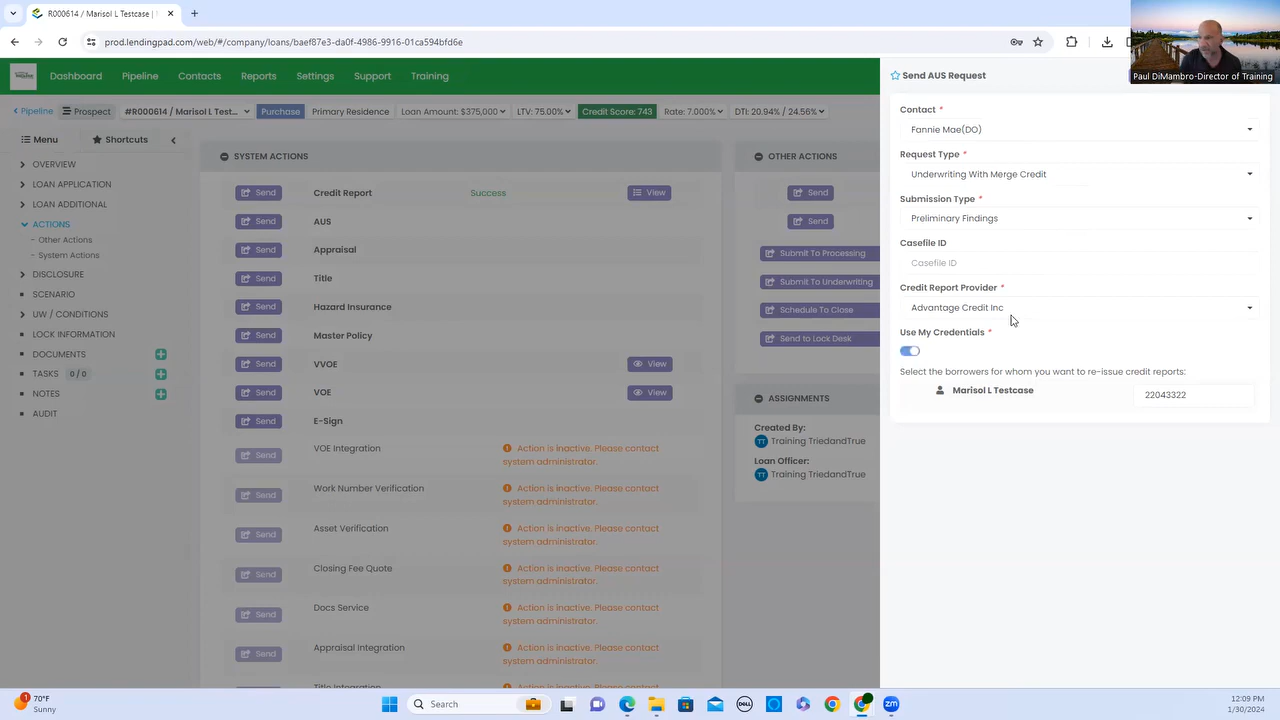 R000614 / Marisol L Testcase |
prod.lendingpad.com/web/#/company/loans/baef87e3-da0f-4986-9916-01ca594bfd6e
Paul DiMambro-Director of Training
Dashboard Pipeline Contacts Reports Settings Support Training
Pipeline Prospect #R000614 / Marisol L Test... Purchase Primary Residence Loan Amount: $375,000 LTV: 75.00% Credit Score: 743 Rate: 7.000% DTI: 20.94% / 24.56%
Menu Shortcuts
OVERVIEW
LOAN APPLICATION
LOAN ADDITIONAL
ACTIONS
– Other Actions
– System Actions
DISCLOSURE
SCENARIO
UW / CONDITIONS
LOCK INFORMATION
DOCUMENTS
TASKS 0 / 0
NOTES
AUDIT
SYSTEM ACTIONS
Send Credit Report Success View
Send AUS
Send Appraisal
Send Title
Send Hazard Insurance
Send Master Policy
Send VVOE View
Send VOE View
Send E-Sign
Send VOE Integration Action is inactive. Please contact
system administrator.
Send Work Number Verification Action is inactive. Please contact
system administrator.
Send Asset Verification Action is inactive. Please contact
system administrator.
Send Closing Fee Quote Action is inactive. Please contact
system administrator.
Send Docs Service Action is inactive. Please contact
system administrator.
Send Appraisal Integration Action is inactive. Please contact
system administrator.
OTHER ACTIONS
Send
Send
Submit To Processing
Submit To Underwriting
Schedule To Close
Send to Lock Desk
ASSIGNMENTS
Created By:
TT Training TriedandTrue
Loan Officer:
TT Training TriedandTrue
Send AUS Request
Contact *
Fannie Mae(DO)
Request Type *
Underwriting With Merge Credit
Submission Type *
Preliminary Findings
Casefile ID
Casefile ID
Credit Report Provider *
Advantage Credit Inc
Use My Credentials *
Select the borrowers for whom you want to re-issue credit reports:
Marisol L Testcase 22043322
1
70°F
Sunny
Search
DELL
zm
12:09 PM
1/30/2024